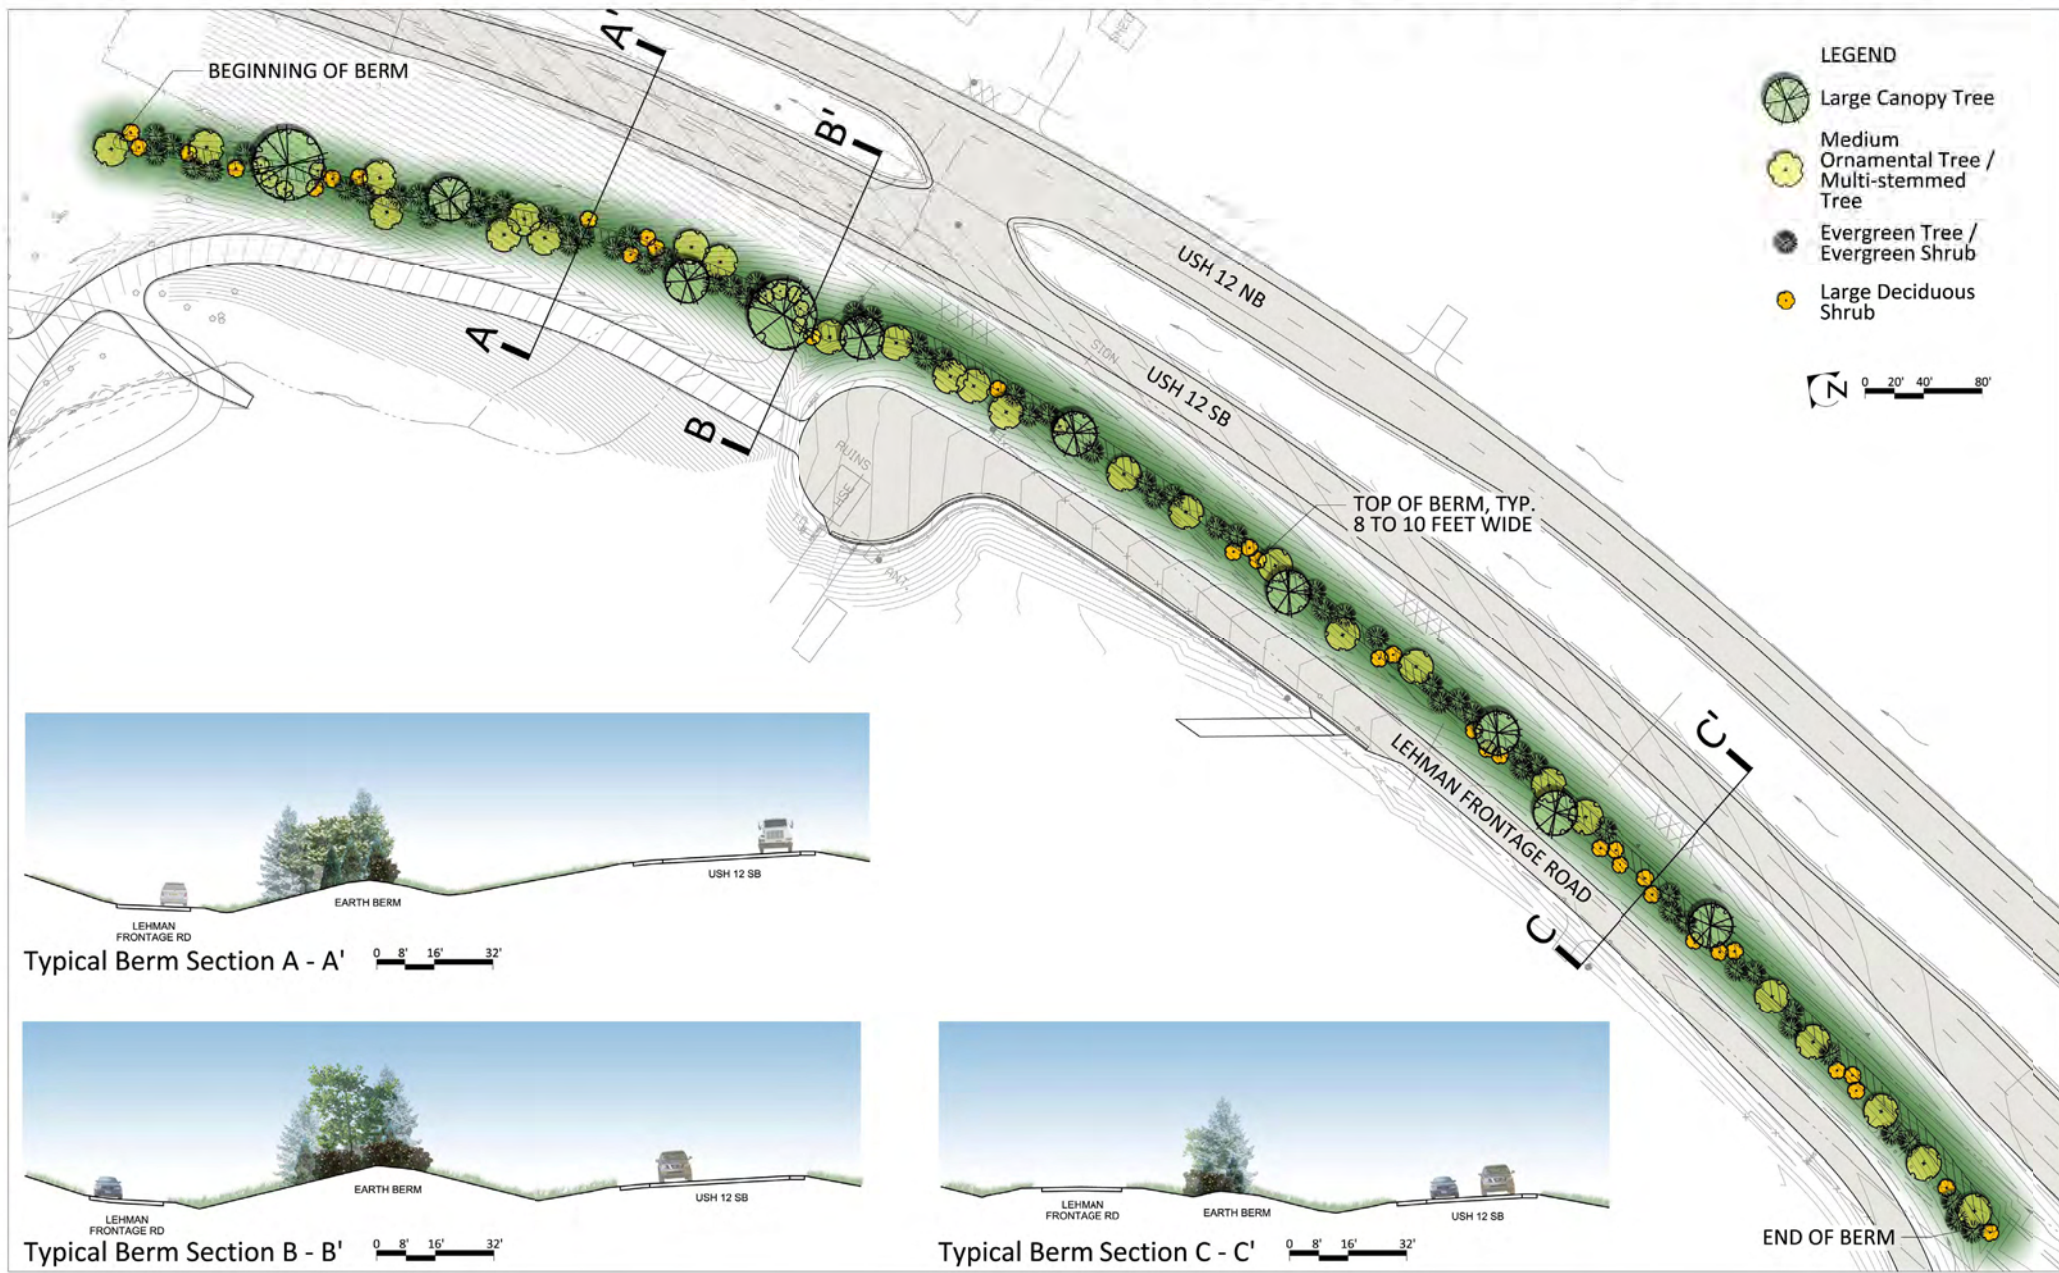 BEGINNING OF BERM
A'
B'
A
B
C'
C
LEGEND
Large Canopy Tree
Medium
Ornamental Tree /
Multi-stemmed
Tree
Evergreen Tree /
Evergreen Shrub
Large Deciduous
Shrub
N
0 20' 40' 80'
USH 12 NB
USH 12 SB
SION
RUINS
HSE
ANT.
TOP OF BERM, TYP.
8 TO 10 FEET WIDE
LEHMAN FRONTAGE ROAD
END OF BERM
LEHMAN
FRONTAGE RD
EARTH BERM
USH 12 SB
Typical Berm Section A - A'
0 8' 16' 32'
LEHMAN
FRONTAGE RD
EARTH BERM
USH 12 SB
Typical Berm Section B - B'
0 8' 16' 32'
LEHMAN
FRONTAGE RD
EARTH BERM
USH 12 SB
Typical Berm Section C - C'
0 8' 16' 32'